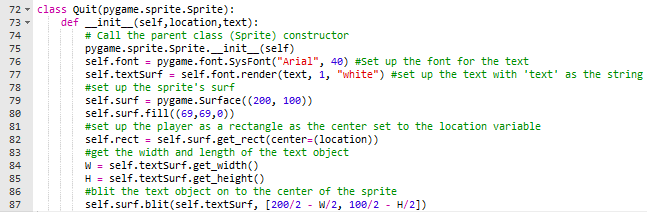 72 class Quit(pygame.sprite.Sprite):
73 def __init__(self,location,text):
74 # Call the parent class (Sprite) constructor
75 pygame.sprite.Sprite.__init__(self)
76 self.font = pygame.font.SysFont("Arial", 40) #Set up the font for the text
77 self.textSurf = self.font.render(text, 1, "white") #set up the text with 'text' as the string
78 #set up the sprite's surf
79 self.surf = pygame.Surface((200, 100))
80 self.surf.fill((69,69,0))
81 #set up the player as a rectangle as the center set to the location variable
82 self.rect = self.surf.get_rect(center=(location))
83 #get the width and length of the text object
84 W = self.textSurf.get_width()
85 H = self.textSurf.get_height()
86 #blit the text object on to the center of the sprite
87 self.surf.blit(self.textSurf, [200/2 - W/2, 100/2 - H/2])